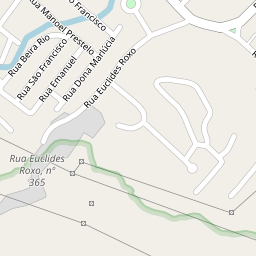 Francisco
Rua Manoel Prestelo
Rua Beira Rio
Rua São Francisco
Rua Emanuel
Rua Dona Marlúcia
Rua Euclides Roxo
Rua Euclides
Roxo, n°
365